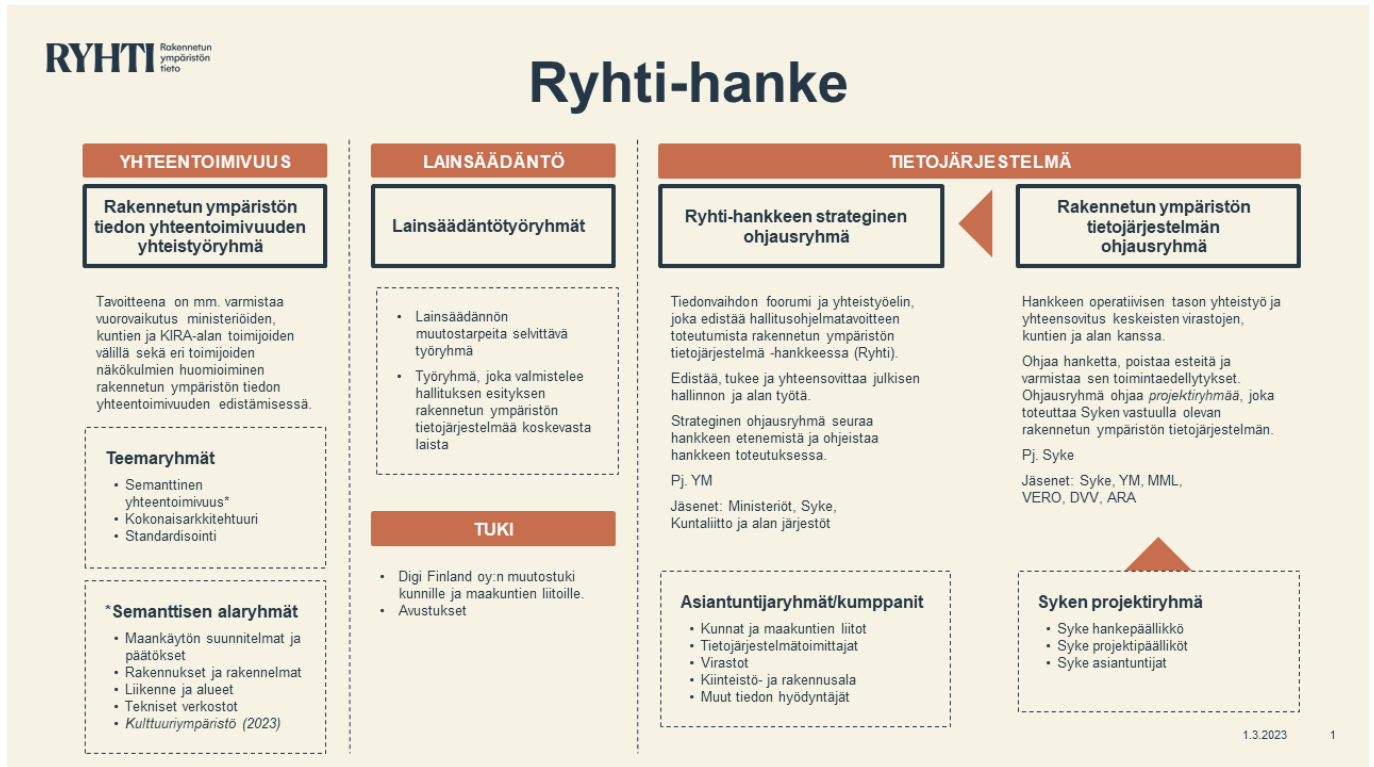 RYHTI
Rakennetun
ympäristön
tieto
Ryhti-hanke
YHTEENTOIMIVUUS
Rakennetun ympäristön
tiedon yhteentoimivuuden
yhteistyöryhmä
Tavoitteena on mm. varmistaa
vuorovaikutus ministeriöiden,
kuntien ja KIRA-alan toimijoiden
välillä sekä eri toimijoiden
näkökulmien huomioiminen
rakennetun ympäristön tiedon
yhteentoimivuuden edistämisessä.
Teemaryhmät
• Semanttinen
yhteentoimivuus*
• Kokonaisarkkitehtuuri
• Standardisointi
*Semanttisen alaryhmät
• Maankäytön suunnitelmat ja
päätökset
• Rakennukset ja rakennelmat
• Liikenne ja alueet
• Tekniset verkostot
• Kulttuuriympäristö (2023)
LAINSÄÄDÄNTÖ
Lainsäädäntötyöryhmät
• Lainsäädännön
muutostarpeita selvittävä
työryhmä
• Työryhmä, joka valmistelee
hallituksen esityksen
rakennetun ympäristön
tietojärjestelmää koskevasta
laista
TUKI
• Digi Finland oy:n muutostuki
kunnille ja maakuntien liitoille.
• Avustukset
TIETOJÄRJESTELMÄ
Ryhti-hankkeen strateginen
ohjausryhmä
Tiedonvaihdon foorumi ja yhteistyöelin,
joka edistää hallitusohjelmatavoitteen
toteutumista rakennetun ympäristön
tietojärjestelmä -hankkeessa (Ryhti).
Edistää, tukee ja yhteensovittaa julkisen
hallinnon ja alan työtä.
Strateginen ohjausryhmä seuraa
hankkeen etenemistä ja ohjeistaa
hankkeen toteutuksessa.
Pj. YM
Jäsenet: Ministeriöt, Syke,
Kuntaliitto ja alan järjestöt
Asiantuntijaryhmät/kumppanit
• Kunnat ja maakuntien liitot
• Tietojärjestelmätoimittajat
• Virastot
• Kiinteistö- ja rakennusala
• Muut tiedon hyödyntäjät
Rakennetun ympäristön
tietojärjestelmän
ohjausryhmä
Hankkeen operatiivisen tason yhteistyö ja
yhteensovitus keskeisten virastojen,
kuntien ja alan kanssa.
Ohjaa hanketta, poistaa esteitä ja
varmistaa sen toimintaedellytykset.
Ohjausryhmä ohjaa projektiryhmää, joka
toteuttaa Syken vastuulla olevan
rakennetun ympäristön tietojärjestelmän.
Pj. Syke
Jäsenet: Syke, YM, MML,
VERO, DVV, ARA
Syken projektiryhmä
• Syke hankepäällikkö
• Syke projektipäälliköt
• Syke asiantuntijat
1.3.2023
1